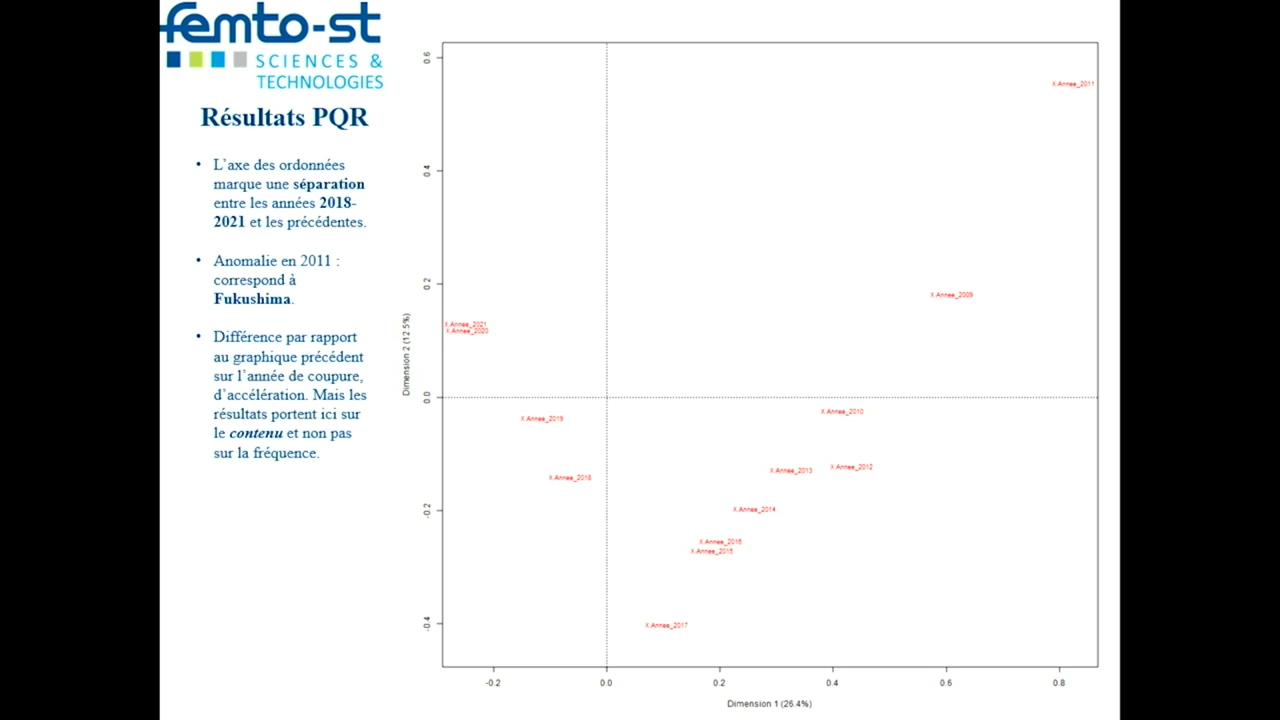 femto-st
SCIENCES &
TECHNOLOGIES
Résultats PQR
• L'axe des ordonnées
marque une séparation
entre les années 2018-
2021 et les précédentes.
• Anomalie en 2011 :
correspond à
Fukushima.
• Différence par rapport
au graphique précédent
sur l'année de coupure,
d'accélération. Mais les
résultats portent ici sur
le contenu et non pas
sur la fréquence.
0.6
0.4
0.2
0.0
-0.2
-0.4
Dimension 2 (12.5%)
X.Annee_2011
X.Annee_2009
X.Annee_2021
X.Annee_2020
X.Annee_2010
X.Annee_2019
X.Annee_2012
X.Annee_2013
X.Annee_2018
X.Annee_2014
X.Annee_2016
X.Annee_2015
X.Annee_2017
-0.2 0.0 0.2 0.4 0.6 0.8
Dimension 1 (26.4%)